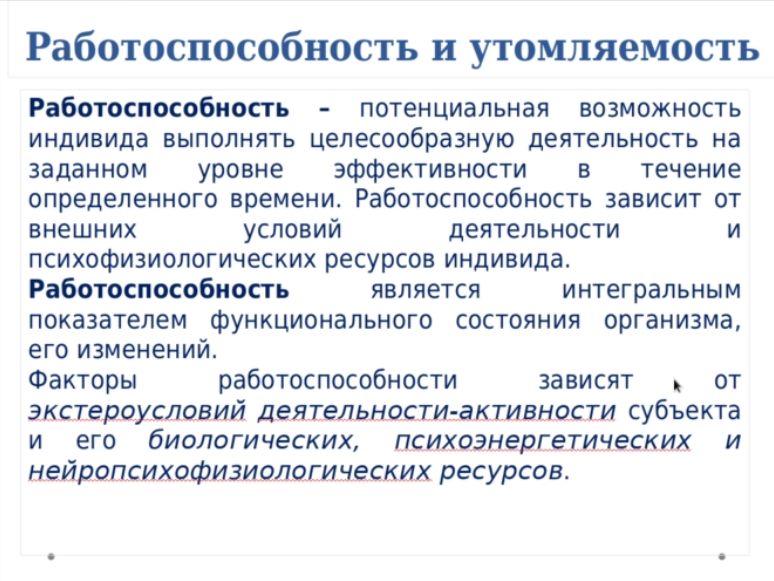 Работоспособность и утомляемость
Работоспособность – потенциальная возможность
индивида выполнять целесообразную деятельность на
заданном уровне эффективности в течение
определенного времени. Работоспособность зависит от
внешних условий деятельности и
психофизиологических ресурсов индивида.
Работоспособность является интегральным
показателем функционального состояния организма,
его изменений.
Факторы работоспособности зависят от
экстероусловий деятельности-активности субъекта
и его биологических, психоэнергетических и
нейропсихофизиологических ресурсов.